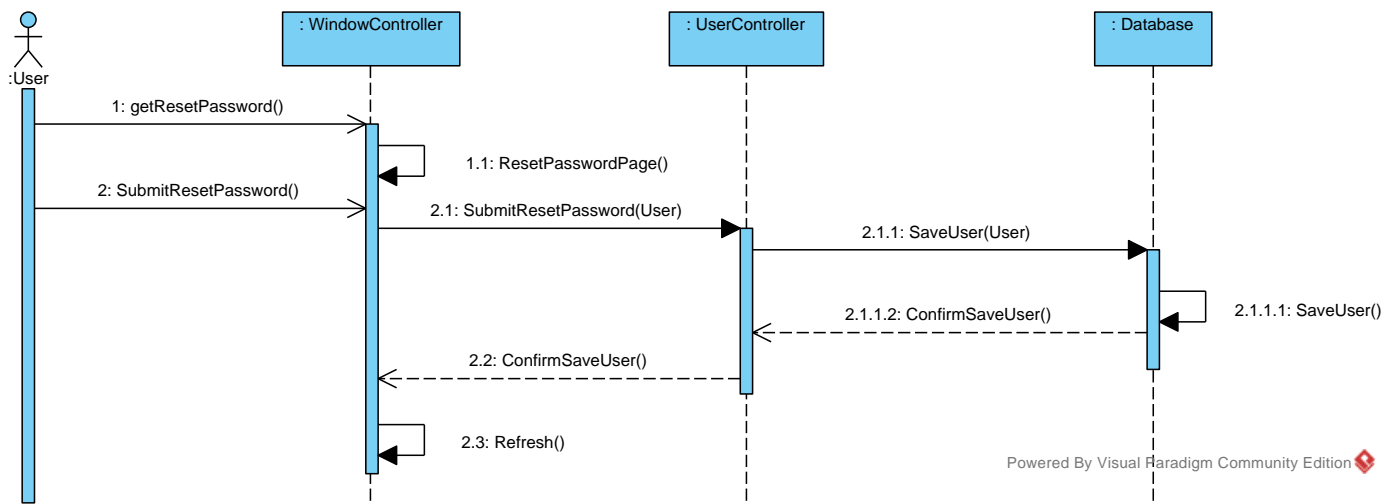 : WindowController
: UserController
: Database
:User
1: getResetPassword()
1.1: ResetPasswordPage()
2: SubmitResetPassword()
2.1: SubmitResetPassword(User)
2.1.1: SaveUser(User)
2.1.1.1: SaveUser()
2.1.1.2: ConfirmSaveUser()
2.2: ConfirmSaveUser()
2.3: Refresh()
Powered By Visual Paradigm Community Edition